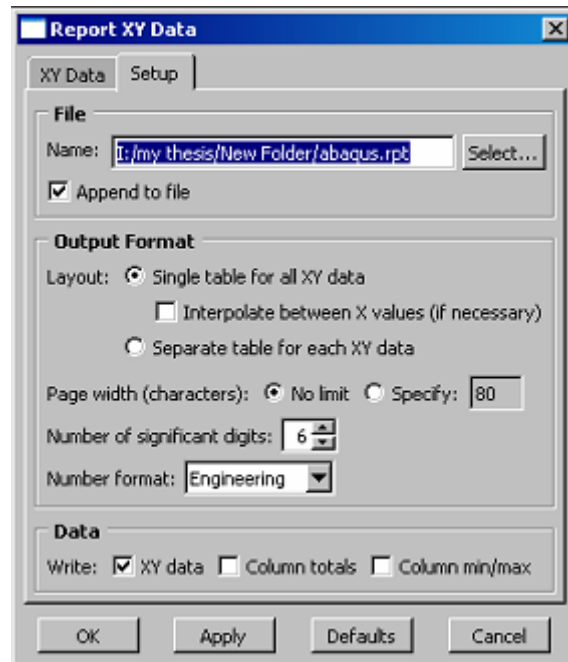 Report XY Data
XY Data Setup
File
Name: I:/my thesis/New Folder/abaqus.rpt Select...
Append to file
Output Format
Layout: Single table for all XY data
Interpolate between X values (if necessary)
Separate table for each XY data
Page width (characters): No limit Specify: 80
Number of significant digits: 6
Number format: Engineering
Data
Write: XY data Column totals Column min/max
OK Apply Defaults Cancel